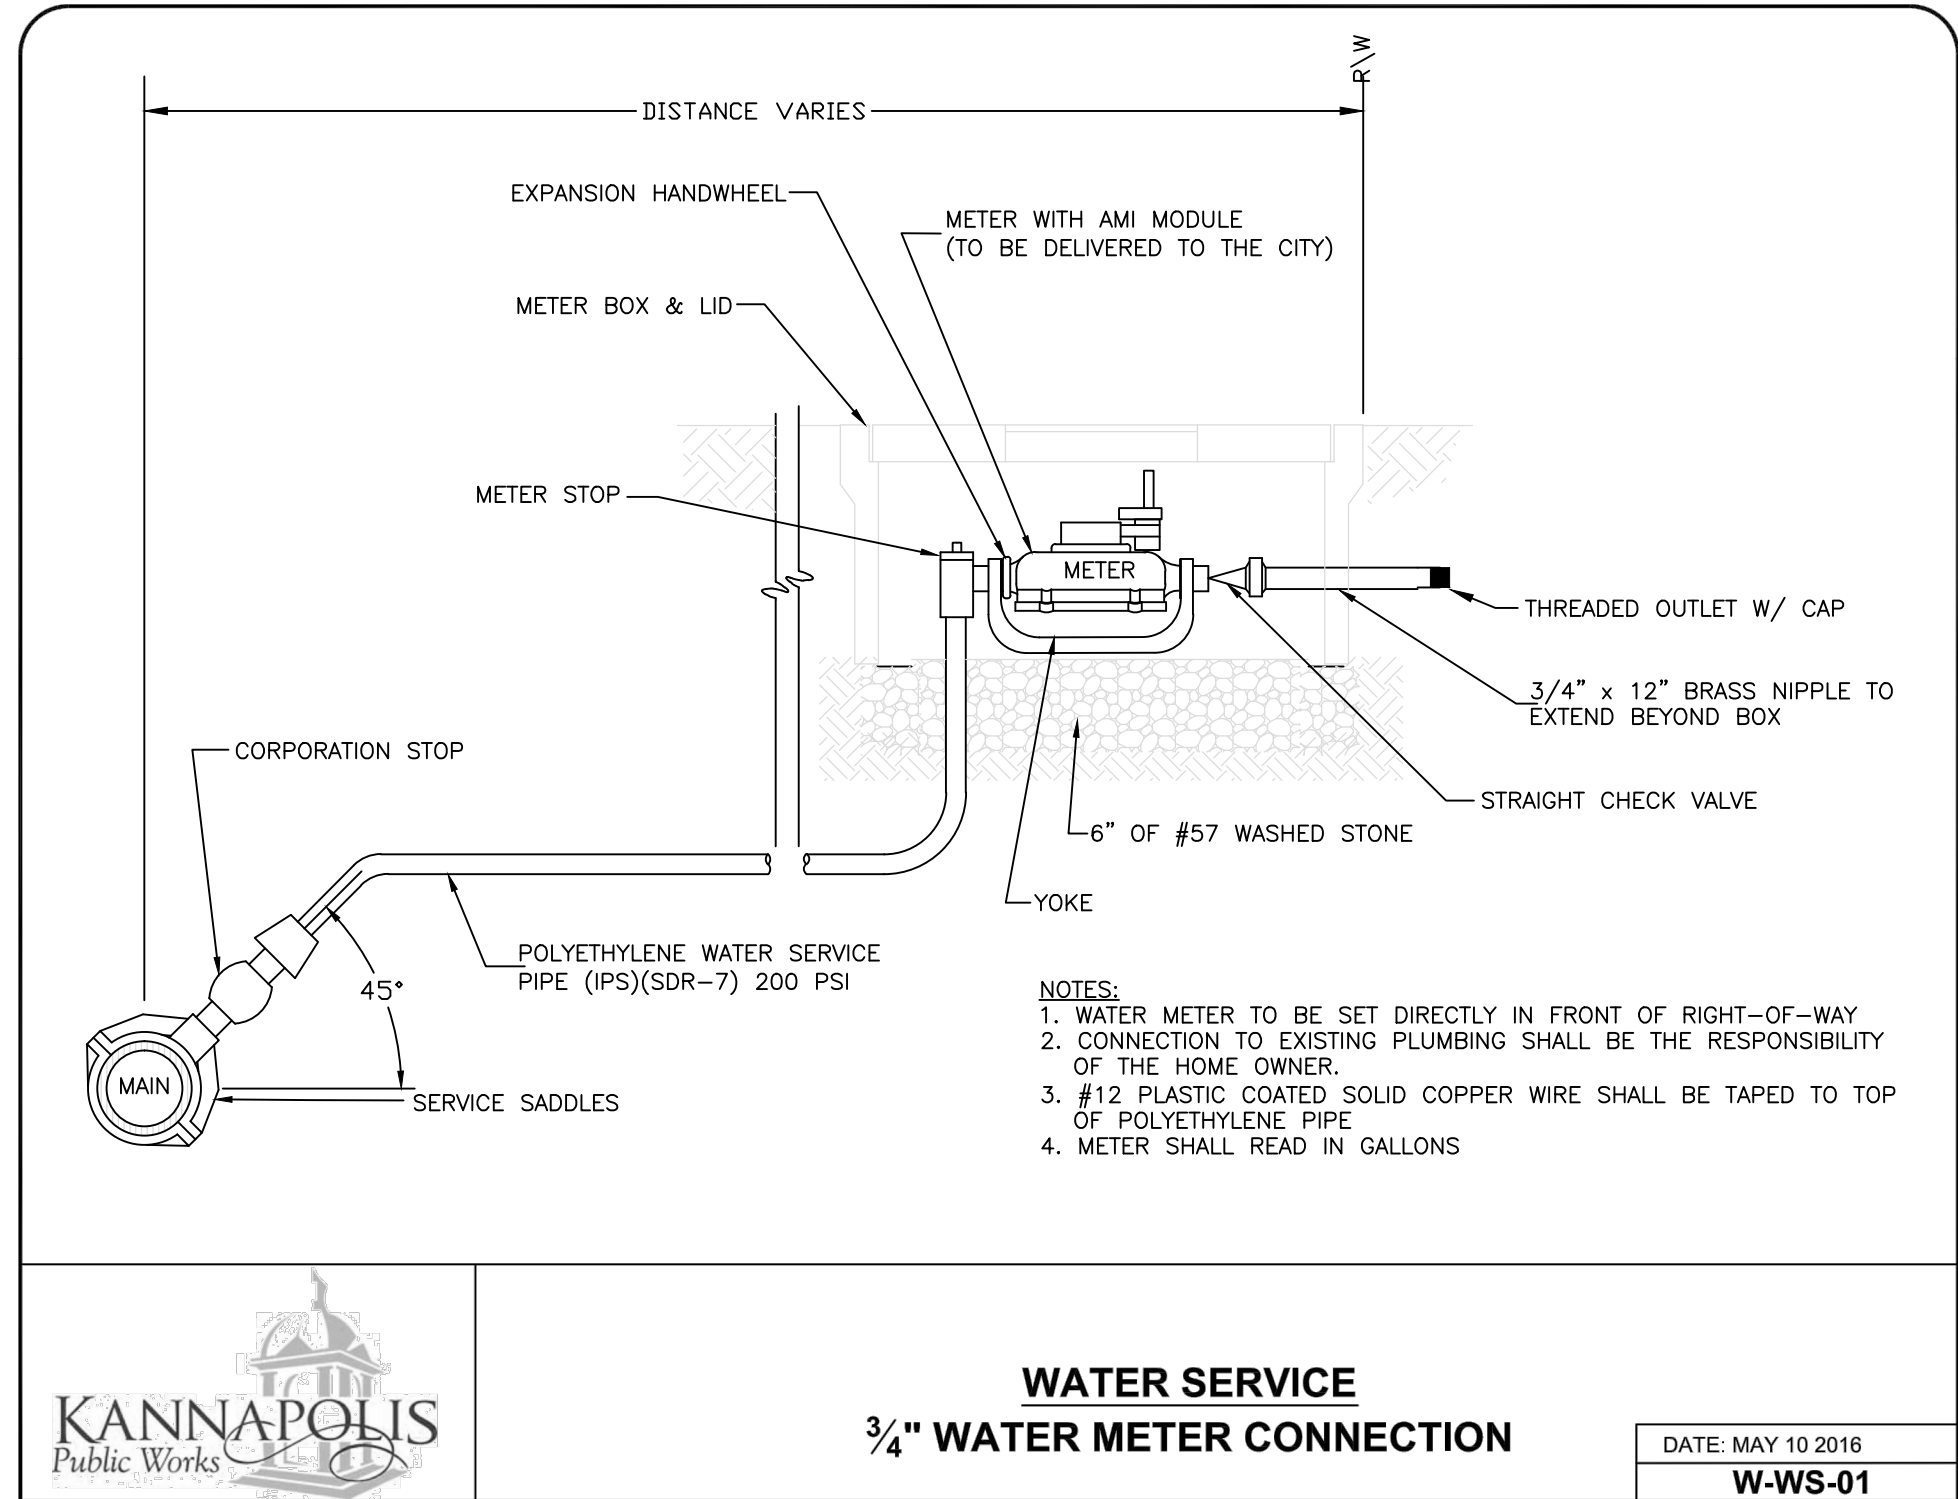 R\W
DISTANCE VARIES
EXPANSION HANDWHEEL
METER WITH AMI MODULE
(TO BE DELIVERED TO THE CITY)
METER BOX & LID
METER STOP
METER
THREADED OUTLET W/ CAP
3/4” x 12” BRASS NIPPLE TO
EXTEND BEYOND BOX
CORPORATION STOP
STRAIGHT CHECK VALVE
6” OF #57 WASHED STONE
YOKE
POLYETHYLENE WATER SERVICE
PIPE (IPS)(SDR-7) 200 PSI
45°
MAIN
SERVICE SADDLES
NOTES:
1. WATER METER TO BE SET DIRECTLY IN FRONT OF RIGHT-OF-WAY
2. CONNECTION TO EXISTING PLUMBING SHALL BE THE RESPONSIBILITY
OF THE HOME OWNER.
3. #12 PLASTIC COATED SOLID COPPER WIRE SHALL BE TAPED TO TOP
OF POLYETHYLENE PIPE
4. METER SHALL READ IN GALLONS
KANNAPOLIS
Public Works
WATER SERVICE
3⁄4" WATER METER CONNECTION
DATE: MAY 10 2016
W-WS-01